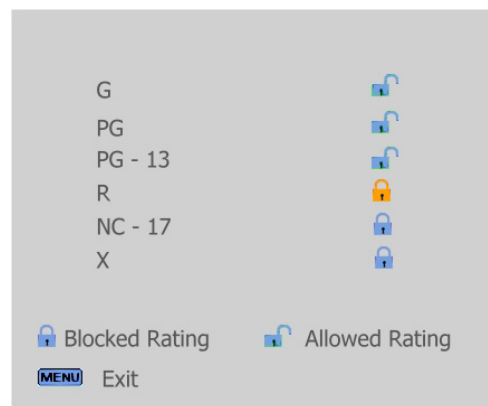 G
PG
PG - 13
R
NC - 17
X
Blocked Rating Allowed Rating
MENU Exit